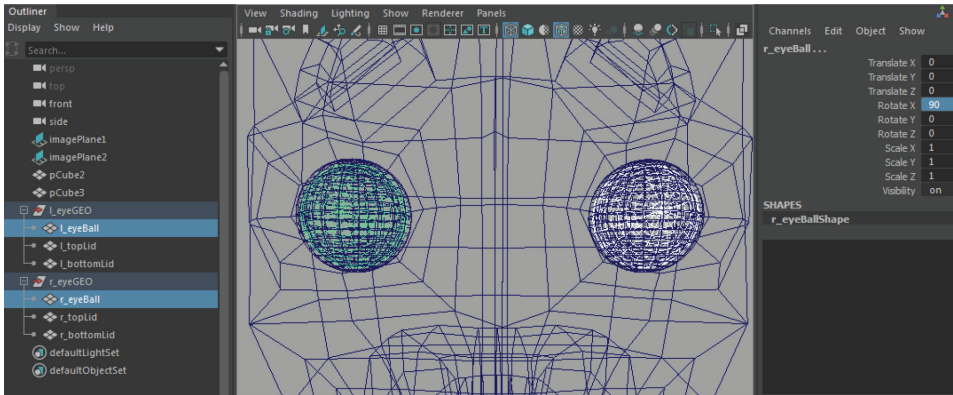 Outliner
Display Show Help
Search...
persp
top
front
side
imagePlane1
imagePlane2
pCube2
pCube3
l_eyeGEO
l_eyeBall
l_topLid
l_bottomLid
r_eyeGEO
r_eyeBall
r_topLid
r_bottomLid
defaultLightSet
defaultObjectSet
View Shading Lighting Show Renderer Panels
Channels Edit Object Show
r_eyeBall . . .
Translate X 0
Translate Y 0
Translate Z 0
Rotate X 90
Rotate Y 0
Rotate Z 0
Scale X 1
Scale Y 1
Scale Z 1
Visibility on
SHAPES
r_eyeBallShape